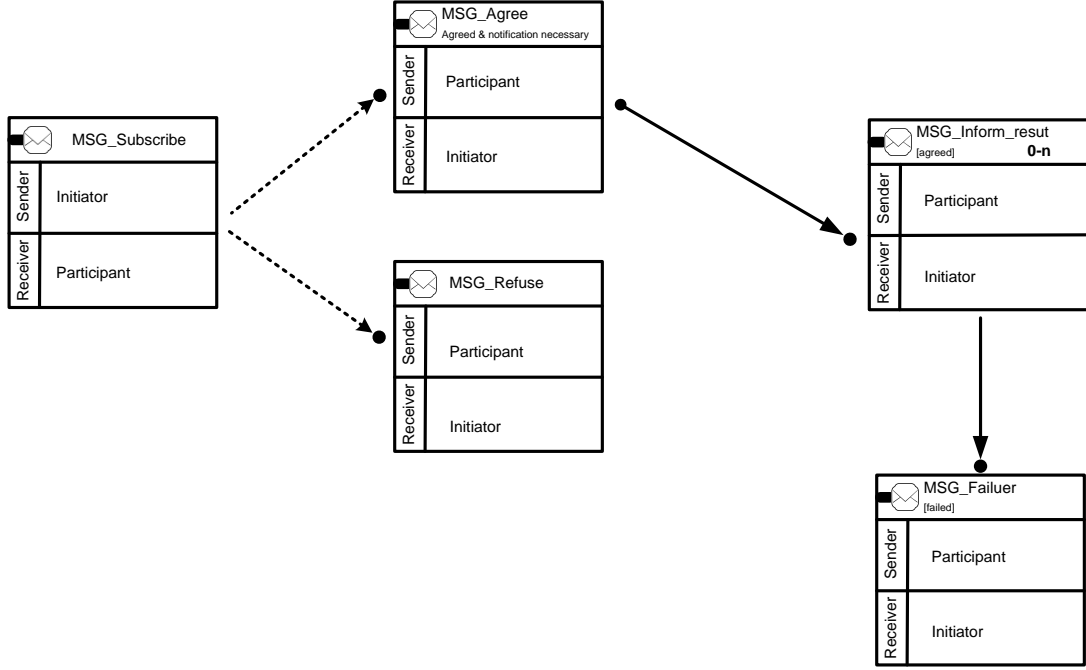 MSG_Subscribe
Sender
Initiator
Receiver
Participant
MSG_Agree
Agreed & notification necessary
Sender
Participant
Receiver
Initiator
MSG_Refuse
Sender
Participant
Receiver
Initiator
MSG_Inform_resut
[agreed] 0-n
Sender
Participant
Receiver
Initiator
MSG_Failuer
[failed]
Sender
Participant
Receiver
Initiator